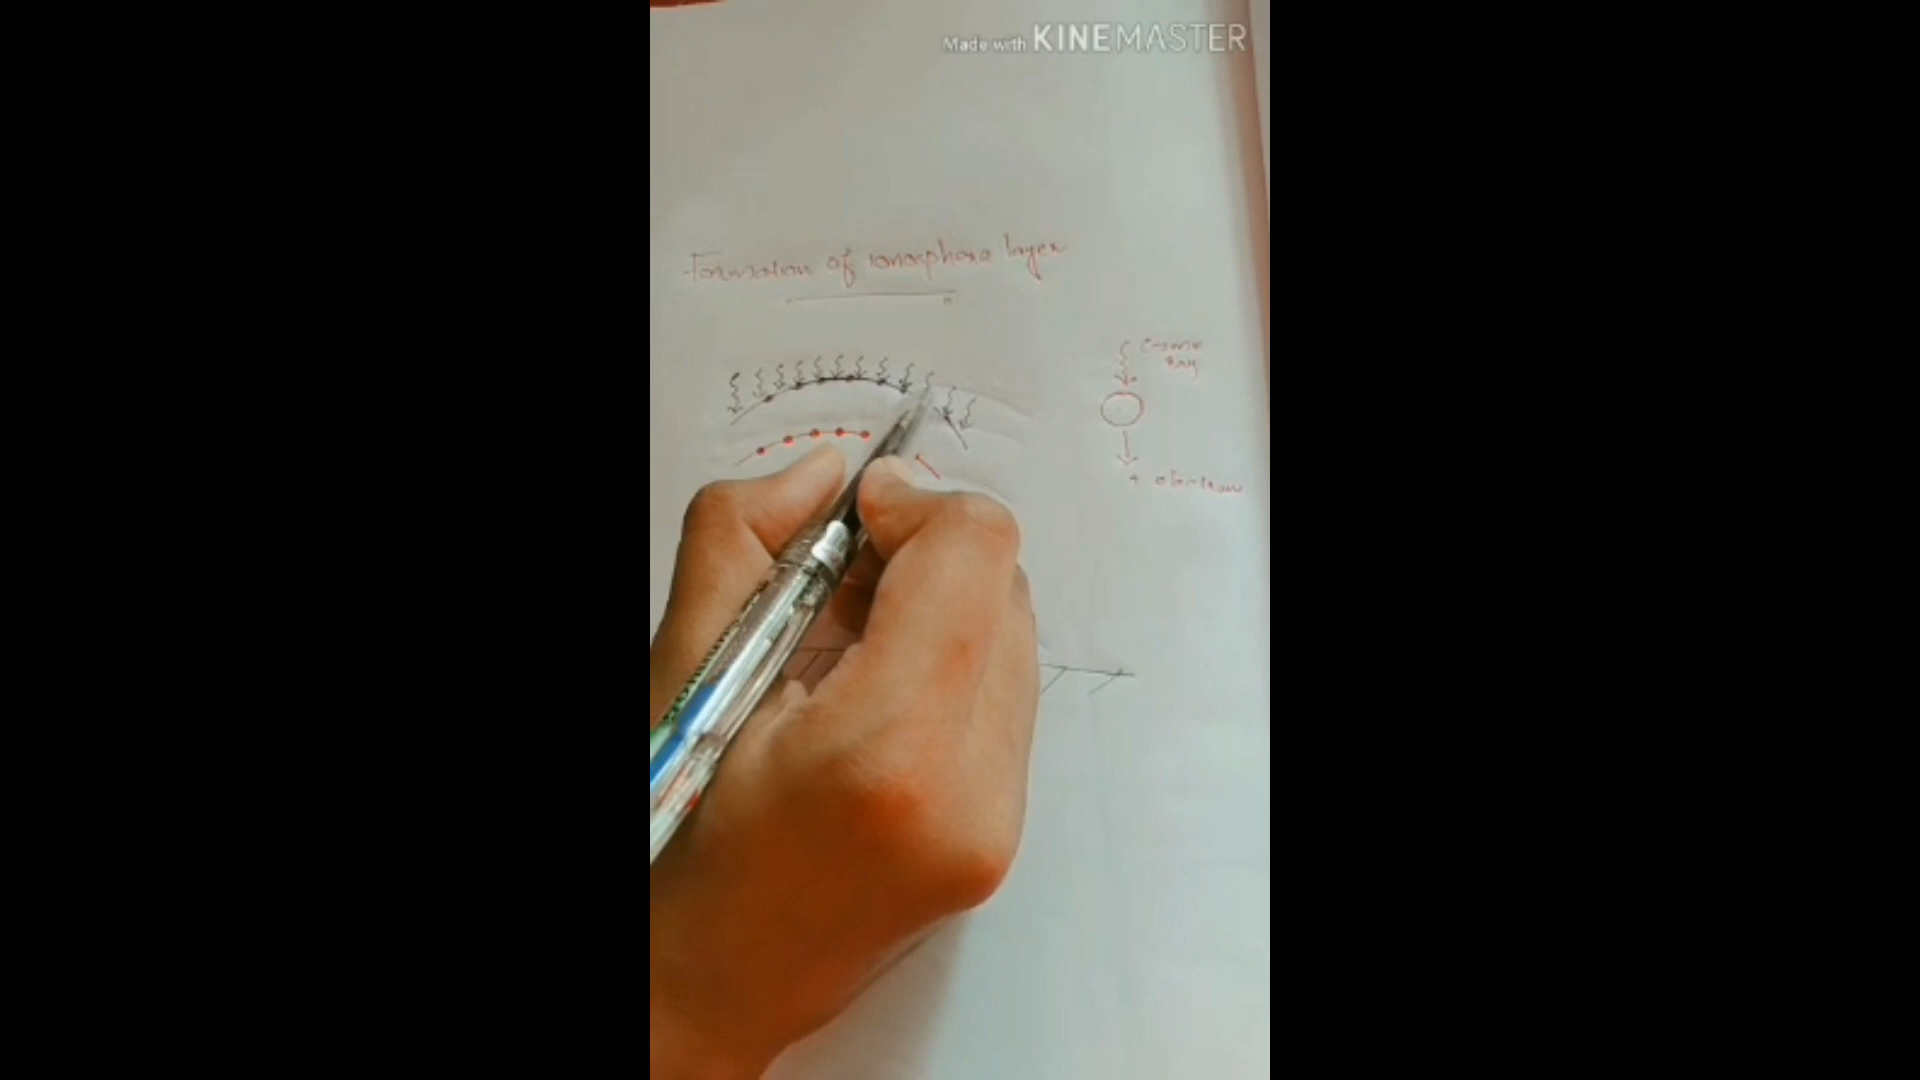 Made with KINEMASTER
Formation of ionosphere layer
Cosmic
Ray
+ electron